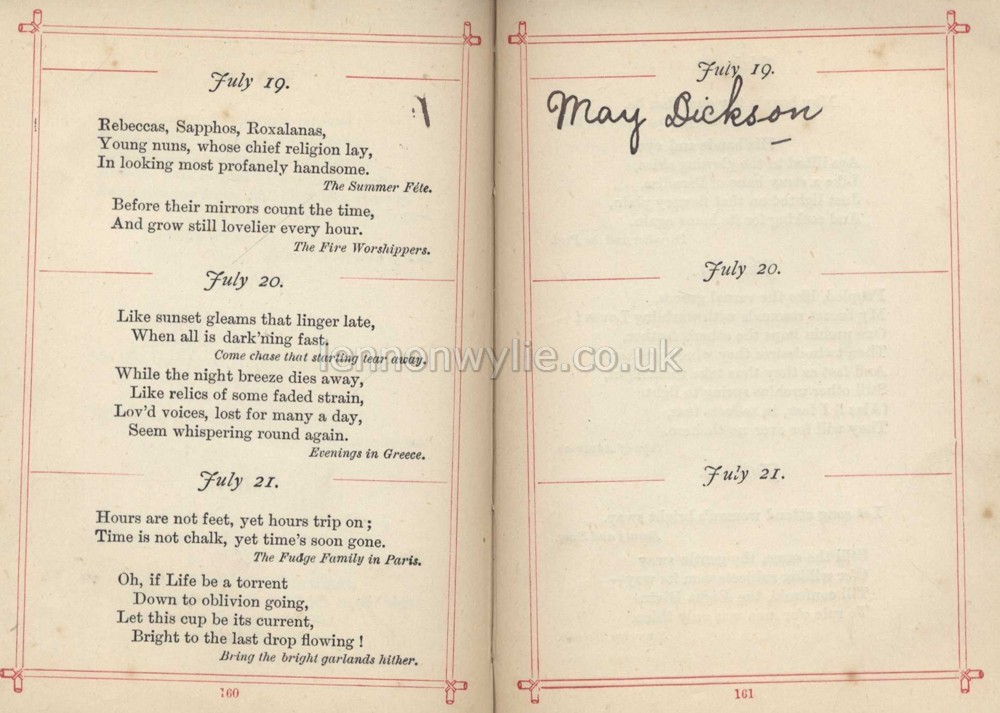 July 19.
Rebeccas, Sapphos, Roxalanas,
Young nuns, whose chief religion lay,
In looking most profanely handsome.
The Summer Féte.
Before their mirrors count the time,
And grow still lovelier every hour.
The Fire Worshippers.
July 20.
Like sunset gleams that linger late,
When all is dark'ning fast.
Come chase that starting tear away.
While the night breeze dies away,
Like relics of some faded strain,
Lov'd voices, lost for many a day,
Seem whispering round again.
Evenings in Greece.
July 21.
Hours are not feet, yet hours trip on;
Time is not chalk, yet time's soon gone.
The Fudge Family in Paris.
Oh, if Life be a torrent
Down to oblivion going,
Let this cup be its current,
Bright to the last drop flowing!
Bring the bright garlands hither.
160
July 19.
May Dickson
July 20.
July 21.
161
lennonwylie.co.uk